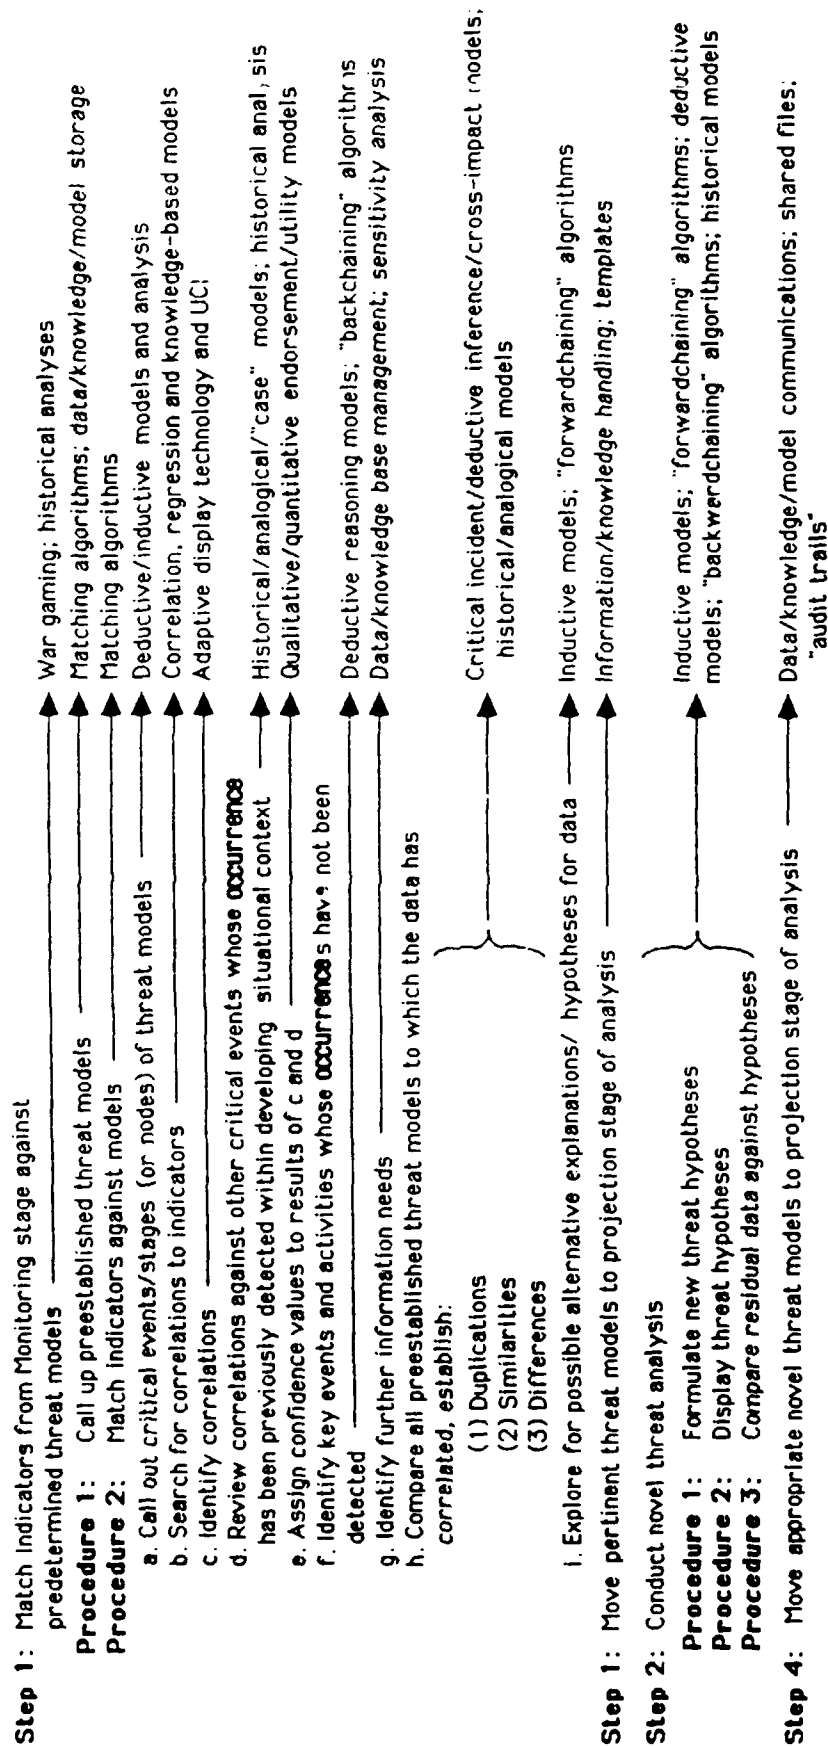 Step 1: Match Indicators from Monitoring stage against
predetermined threat models
War gaming; historical analyses
Procedure 1: Call up preestablished threat models
Matching algorithms; data/knowledge/model storage
Procedure 2: Match Indicators against models
Matching algorithms
a. Call out critical events/stages (or nodes) of threat models
Deductive/inductive models and analysis
b. Search for correlations to indicators
Correlation, regression and knowledge-based models
c. Identify correlations
Adaptive display technology and UCI
d. Review correlations against other critical events whose occurrence
has been previously detected within developing situational context
Historical/analogical/"case" models; historical analysis
e. Assign confidence values to results of c and d
Qualitative/quantitative endorsement/utility models
f. Identify key events and activities whose occurrences have not been
detected
Deductive reasoning models; "backchaining" algorithms
g. Identify further information needs
Data/knowledge base management; sensitivity analysis
h. Compare all preestablished threat models to which the data has
correlated, establish:
(1) Duplications
(2) Similarities
(3) Differences
Critical incident/deductive inference/cross-impact models;
historical/analogical models
i. Explore for possible alternative explanations/ hypotheses for data
Inductive models; "forwardchaining" algorithms
Step 1: Move pertinent threat models to projection stage of analysis
Information/knowledge handling; templates
Step 2: Conduct novel threat analysis
Procedure 1: Formulate new threat hypotheses
Procedure 2: Display threat hypotheses
Procedure 3: Compare residual data against hypotheses
Inductive models; "forwardchaining" algorithms; deductive
models; "backwardchaining" algorithms; historical models
Step 4: Move appropriate novel threat models to projection stage of analysis
Data/knowledge/model communications; shared files;
"audit trails"